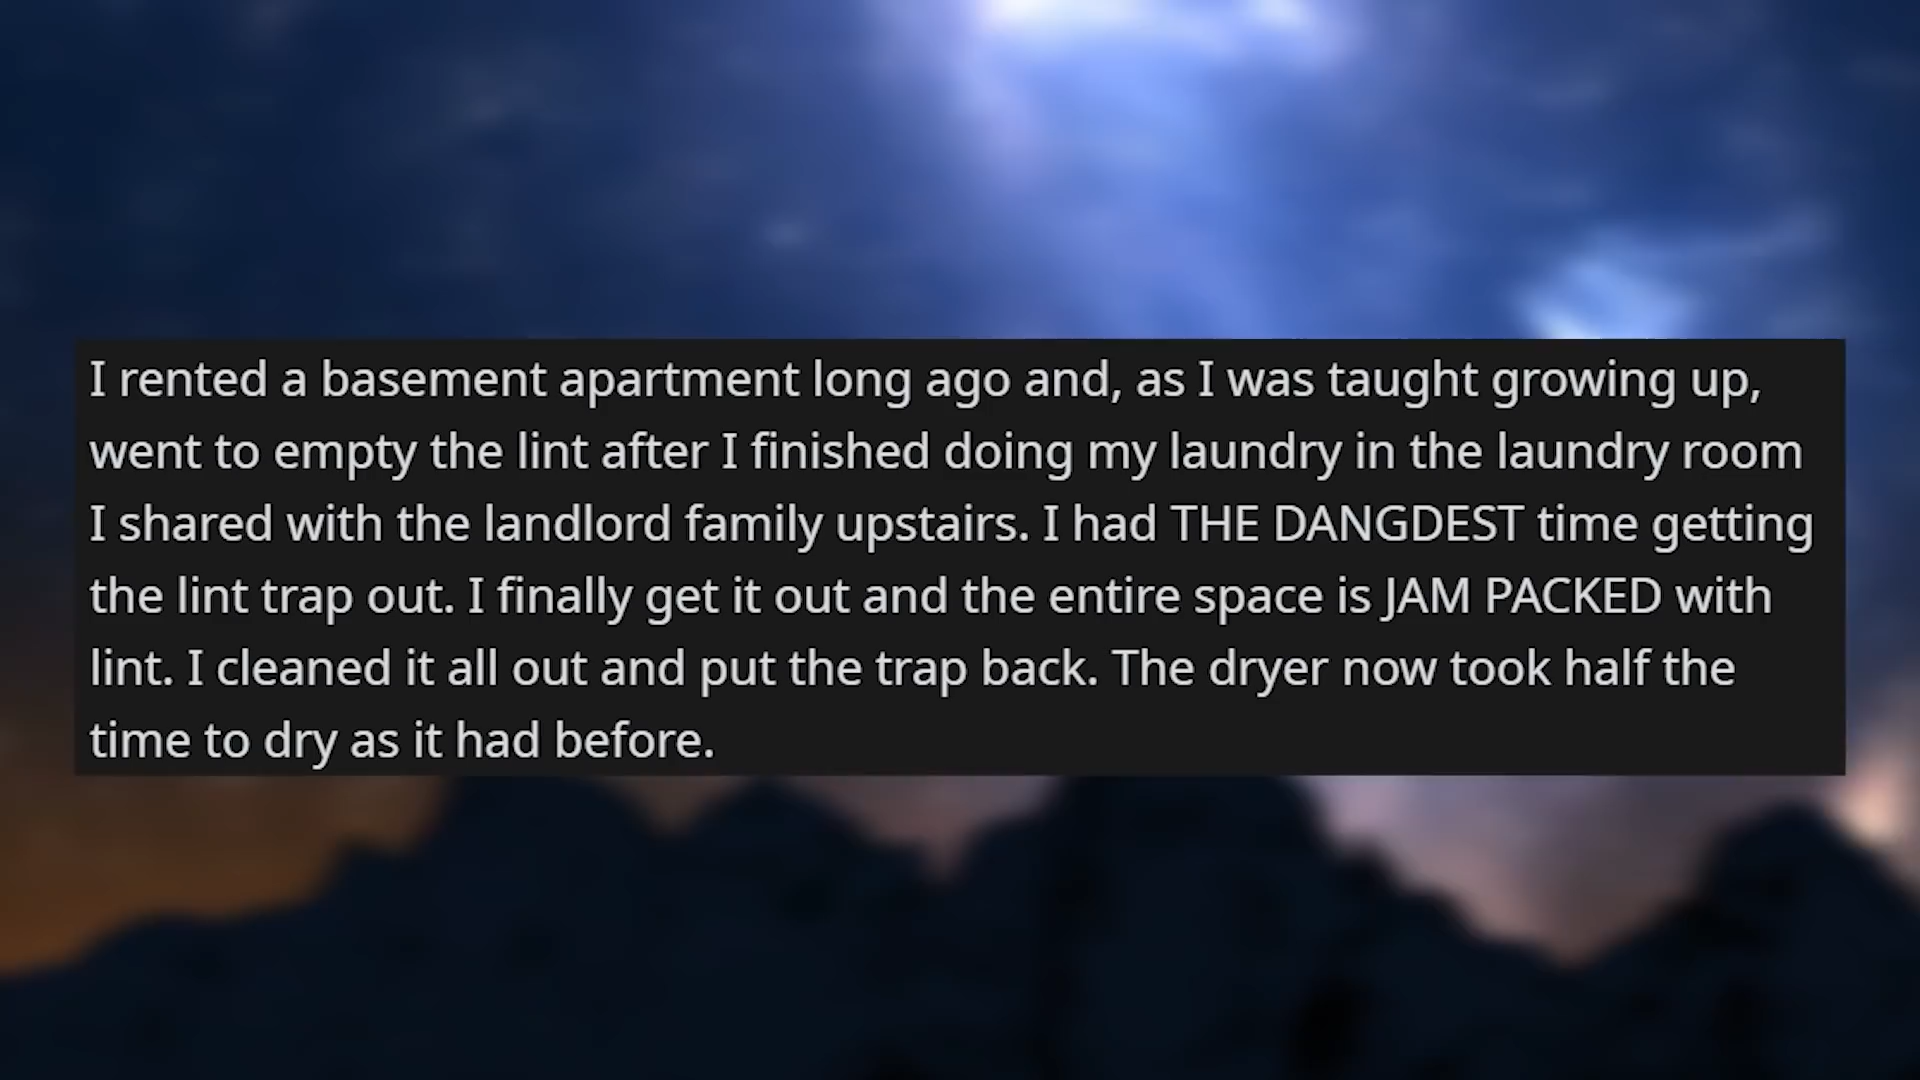 I rented a basement apartment long ago and, as I was taught growing up,
went to empty the lint after I finished doing my laundry in the laundry room
I shared with the landlord family upstairs. I had THE DANGDEST time getting
the lint trap out. I finally get it out and the entire space is JAM PACKED with
lint. I cleaned it all out and put the trap back. The dryer now took half the
time to dry as it had before.